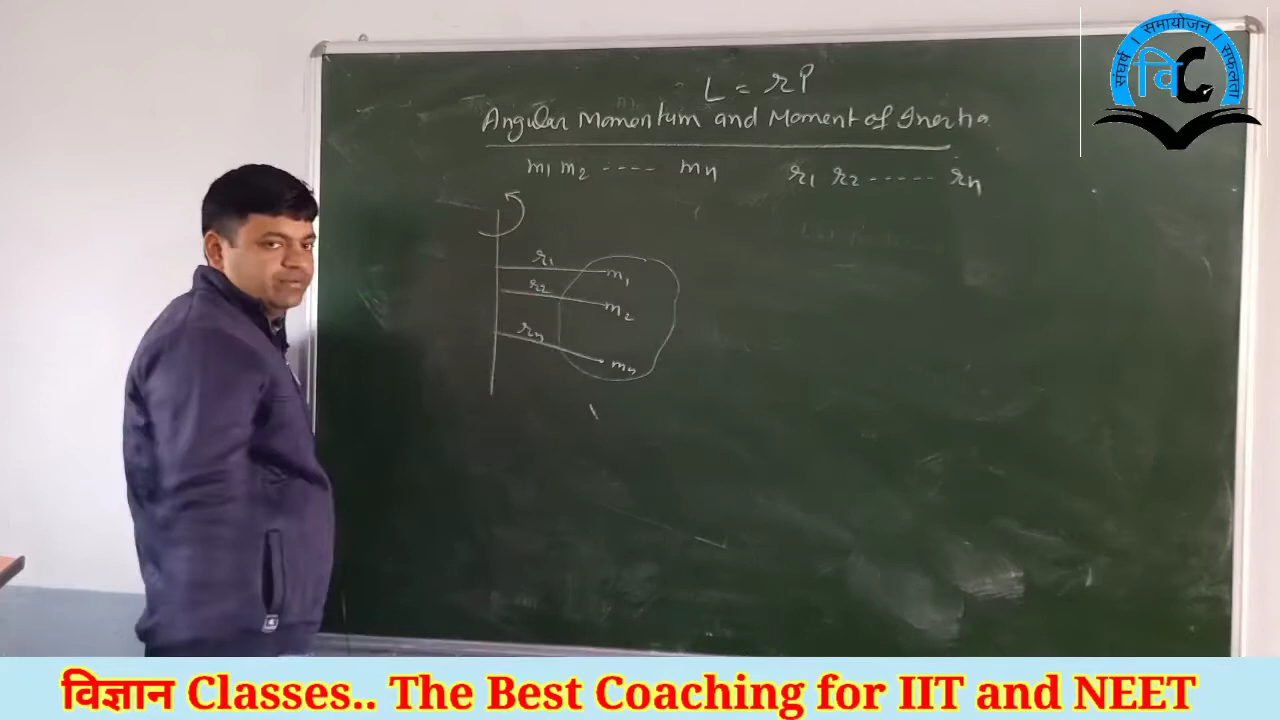 संघर्ष । समायोजन । सफलता
वि C
L = rP
Angular Momentum and Moment of Inertia
m1 m2 ---- mn r1 r2 ----- rn
r1 m1
r2 m2
rn mn
विज्ञान Classes.. The Best Coaching for IIT and NEET